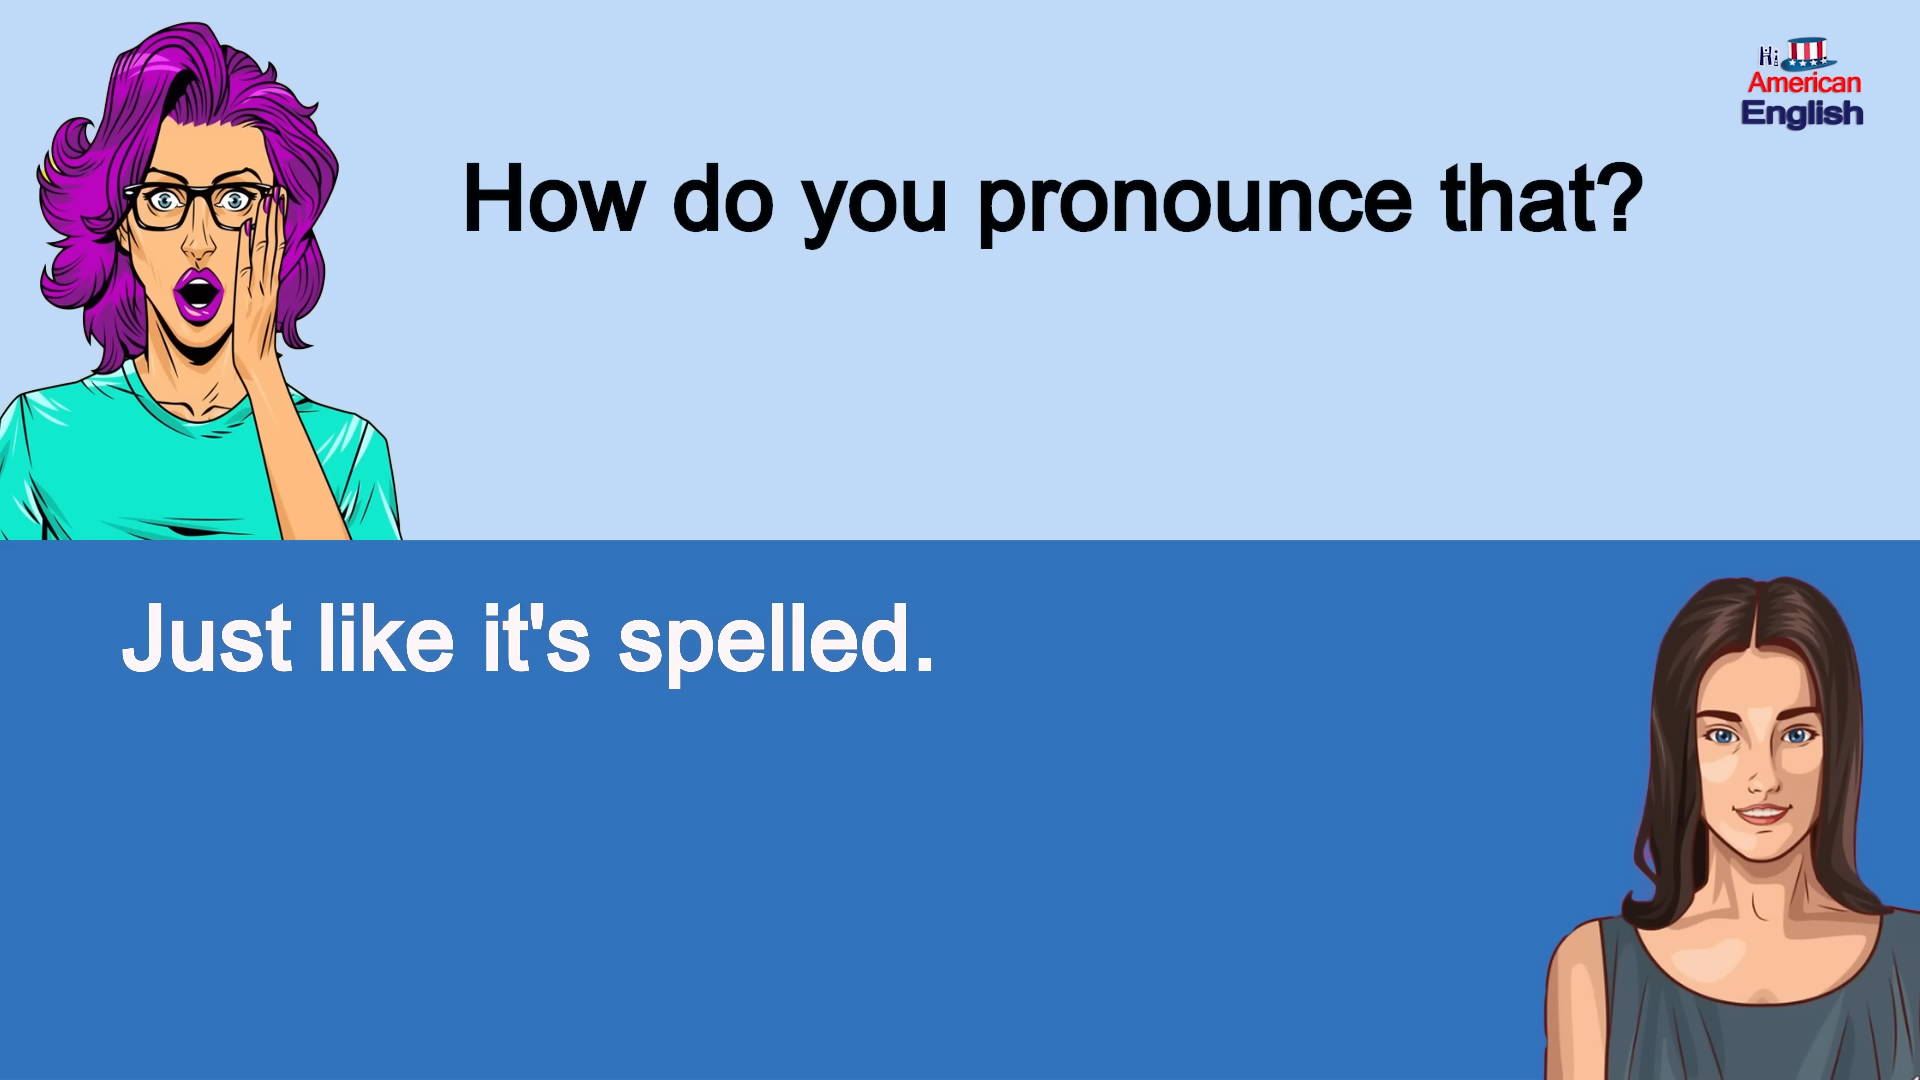 Hi
American
English
How do you pronounce that?
Just like it's spelled.